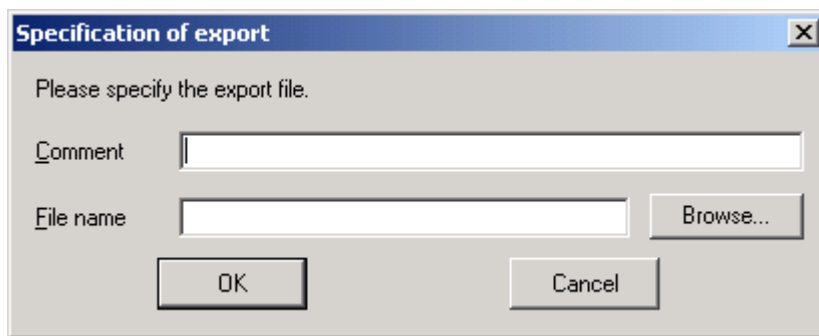 Specification of export
Please specify the export file.
Comment
File name
Browse...
OK
Cancel